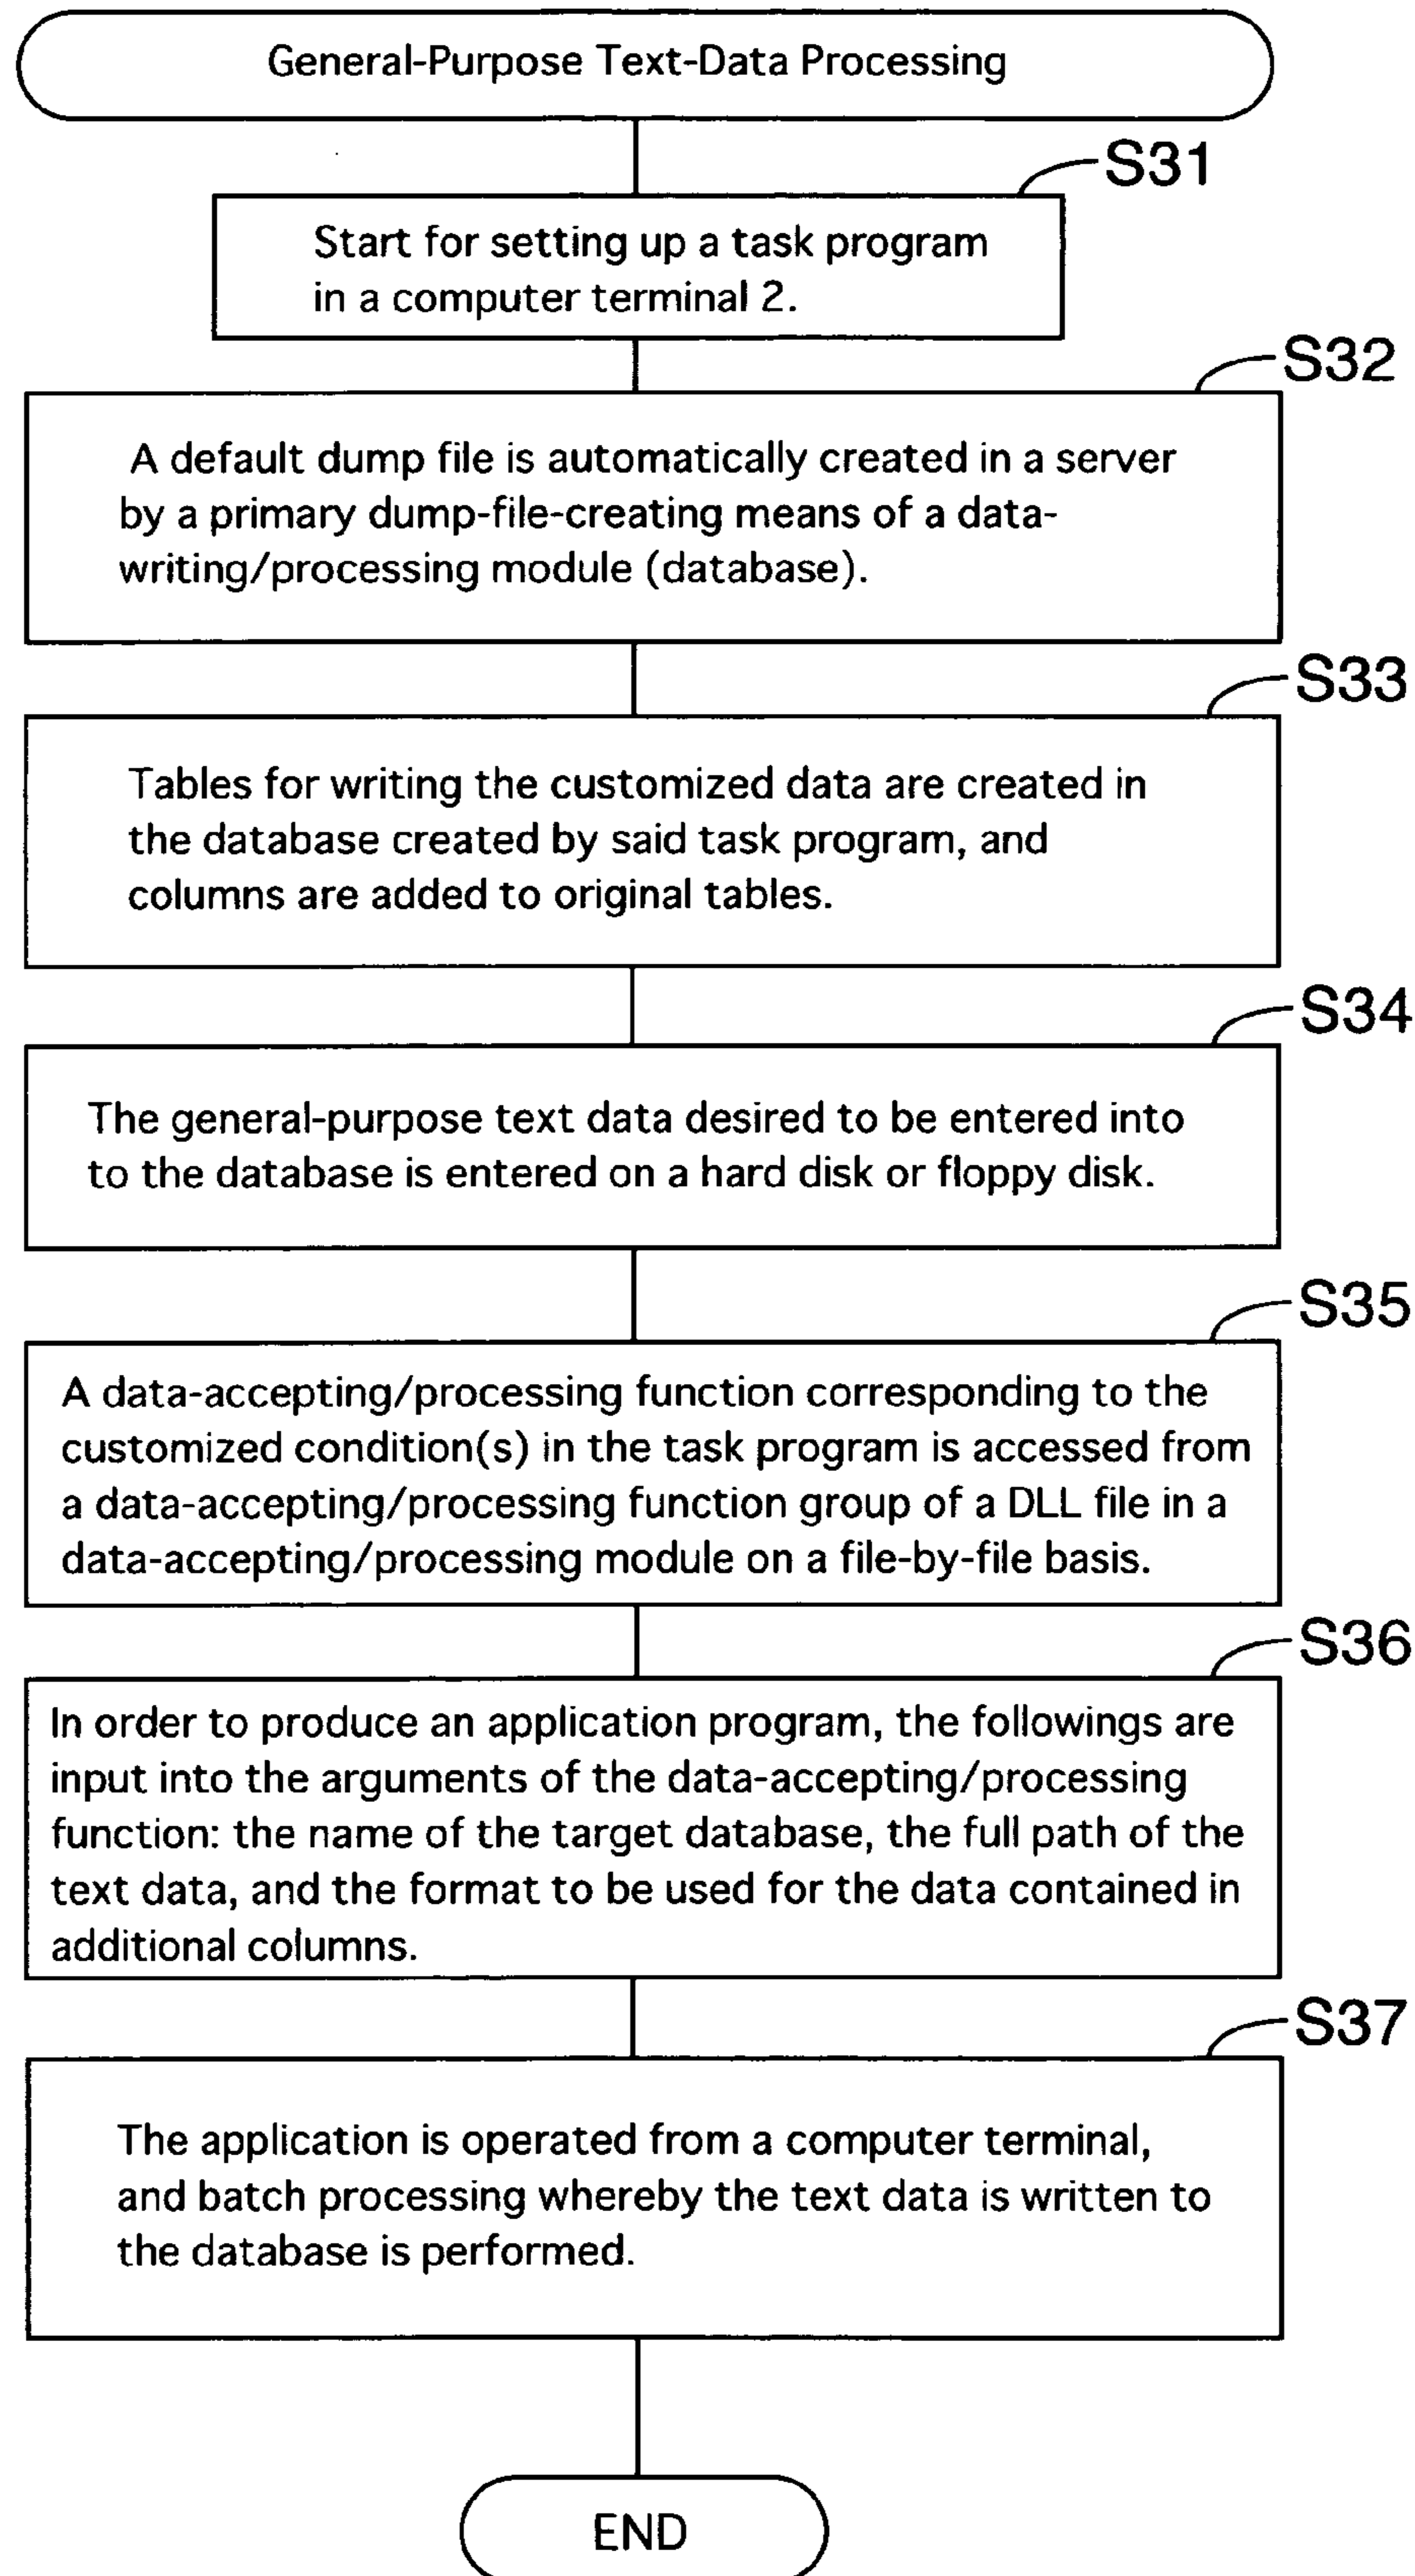 General-Purpose Text-Data Processing
S31
Start for setting up a task program
in a computer terminal 2.
S32
A default dump file is automatically created in a server
by a primary dump-file-creating means of a data-
writing/processing module (database).
S33
Tables for writing the customized data are created in
the database created by said task program, and
columns are added to original tables.
S34
The general-purpose text data desired to be entered into
to the database is entered on a hard disk or floppy disk.
S35
A data-accepting/processing function corresponding to the
customized condition(s) in the task program is accessed from
a data-accepting/processing function group of a DLL file in a
data-accepting/processing module on a file-by-file basis.
S36
In order to produce an application program, the followings are
input into the arguments of the data-accepting/processing
function: the name of the target database, the full path of the
text data, and the format to be used for the data contained in
additional columns.
S37
The application is operated from a computer terminal,
and batch processing whereby the text data is written to
the database is performed.
END